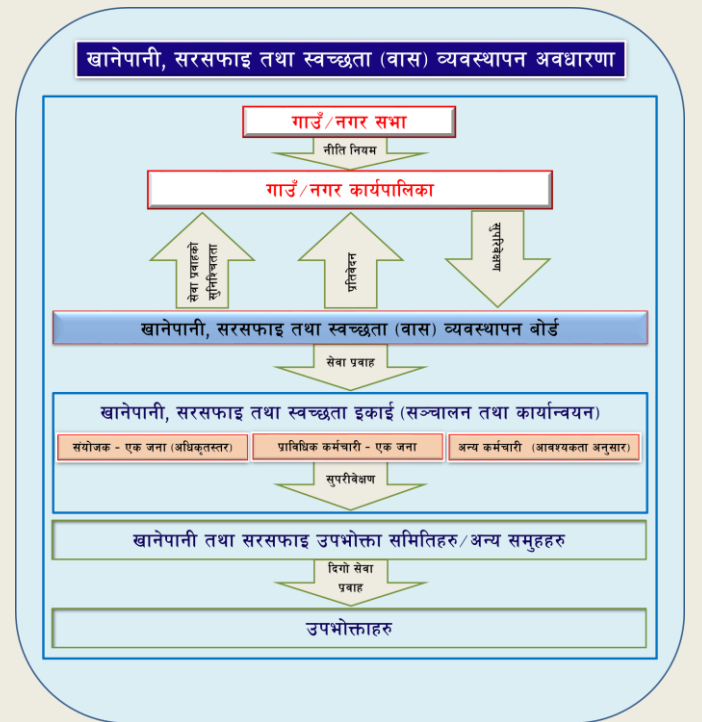 खानेपानी, सरसफाइ तथा स्वच्छता (वास) व्यवस्थापन अवधारणा
गाउँ/नगर सभा
नीति नियम
गाउँ/नगर कार्यपालिका
सेवा प्रवाहको
सुनिश्चितता
प्रतिवेदन
सुपरिवेक्षण
खानेपानी, सरसफाइ तथा स्वच्छता (वास) व्यवस्थापन बोर्ड
सेवा प्रवाह
खानेपानी, सरसफाइ तथा स्वच्छता इकाई (सञ्चालन तथा कार्यान्वयन)
संयोजक - एक जना (अधिकृतस्तर)
प्राविधिक कर्मचारी - एक जना
अन्य कर्मचारी (आवश्यकता अनुसार)
सुपरीवेक्षण
खानेपानी तथा सरसफाइ उपभोक्ता समितिहरु/अन्य समुहहरु
दिगो सेवा
प्रवाह
उपभोक्ताहरु